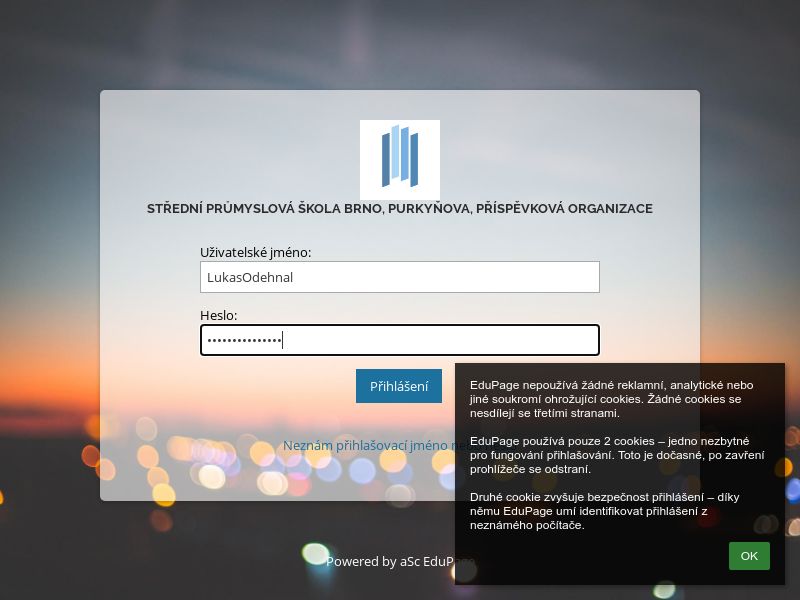 STŘEDNÍ PRŮMYSLOVÁ ŠKOLA BRNO, PURKYŇOVA, PŘÍSPĚVKOVÁ ORGANIZACE
Uživatelské jméno:
LukasOdehnal
Heslo:
•••••••••••••••
Přihlášení
Neznám přihlašovací jméno
Powered by aSc EduPage
EduPage nepoužívá žádné reklamní, analytické nebo
jiné soukromí ohrožující cookies. Žádné cookies se
nesdílejí se třetími stranami.
EduPage používá pouze 2 cookies – jedno nezbytné
pro fungování přihlašování. Toto je dočasné, po zavření
prohlížeče se odstraní.
Druhé cookie zvyšuje bezpečnost přihlášení – díky
němu EduPage umí identifikovat přihlášení z
neznámého počítače.
OK